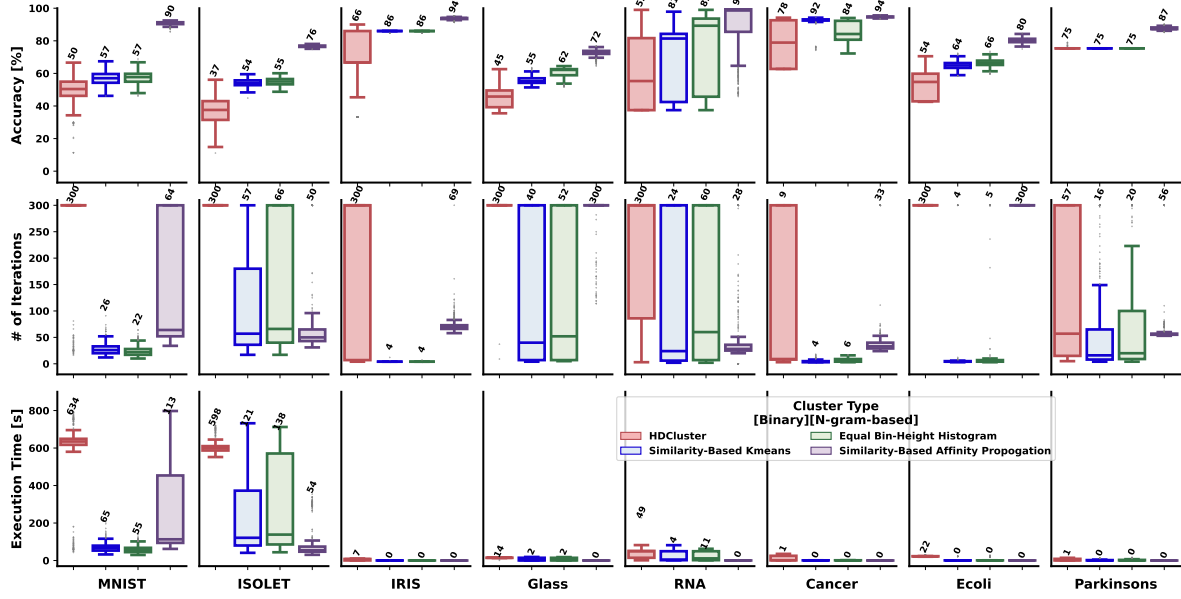 Accuracy [%]
100
80
60
40
20
0
50 57 57 90
37 54 55 76
66 86 86 94
45 55 62 72
78 92 84 94
54 64 66 80
75 75 75 87
# of Iterations
300
250
200
150
100
50
0
300 26 22 64
300 57 66 50
300 4 4 69
300 40 52 300
300 24 60 28
9 4 6 33
300 4 5 300
57 16 20 56
Execution Time [s]
800
600
400
200
0
634 65 55 113
598 121 138 54
7 0 0 0
14 2 2 0
49 4 11 0
1 0 0 0
22 0 0 0
1 0 0 0
Cluster Type
[Binary][N-gram-based]
HDCluster
Similarity-Based Kmeans
Equal Bin-Height Histogram
Similarity-Based Affinity Propogation
MNIST ISOLET IRIS Glass RNA Cancer Ecoli Parkinsons